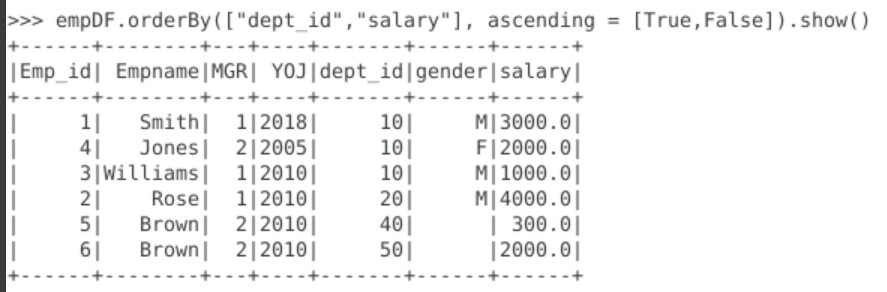 >>> empDF.orderBy(["dept_id","salary"], ascending = [True,False]).show()
+------+--------+---+----+-------+------+------+
|Emp_id| Empname|MGR| YOJ|dept_id|gender|salary|
+------+--------+---+----+-------+------+------+
|     1|   Smith|  1|2018|     10|     M|3000.0|
|     4|   Jones|  2|2005|     10|     F|2000.0|
|     3|Williams|  1|2010|     10|     M|1000.0|
|     2|    Rose|  1|2010|     20|     M|4000.0|
|     5|   Brown|  2|2010|     40|      | 300.0|
|     6|   Brown|  2|2010|     50|      |2000.0|
+------+--------+---+----+-------+------+------+